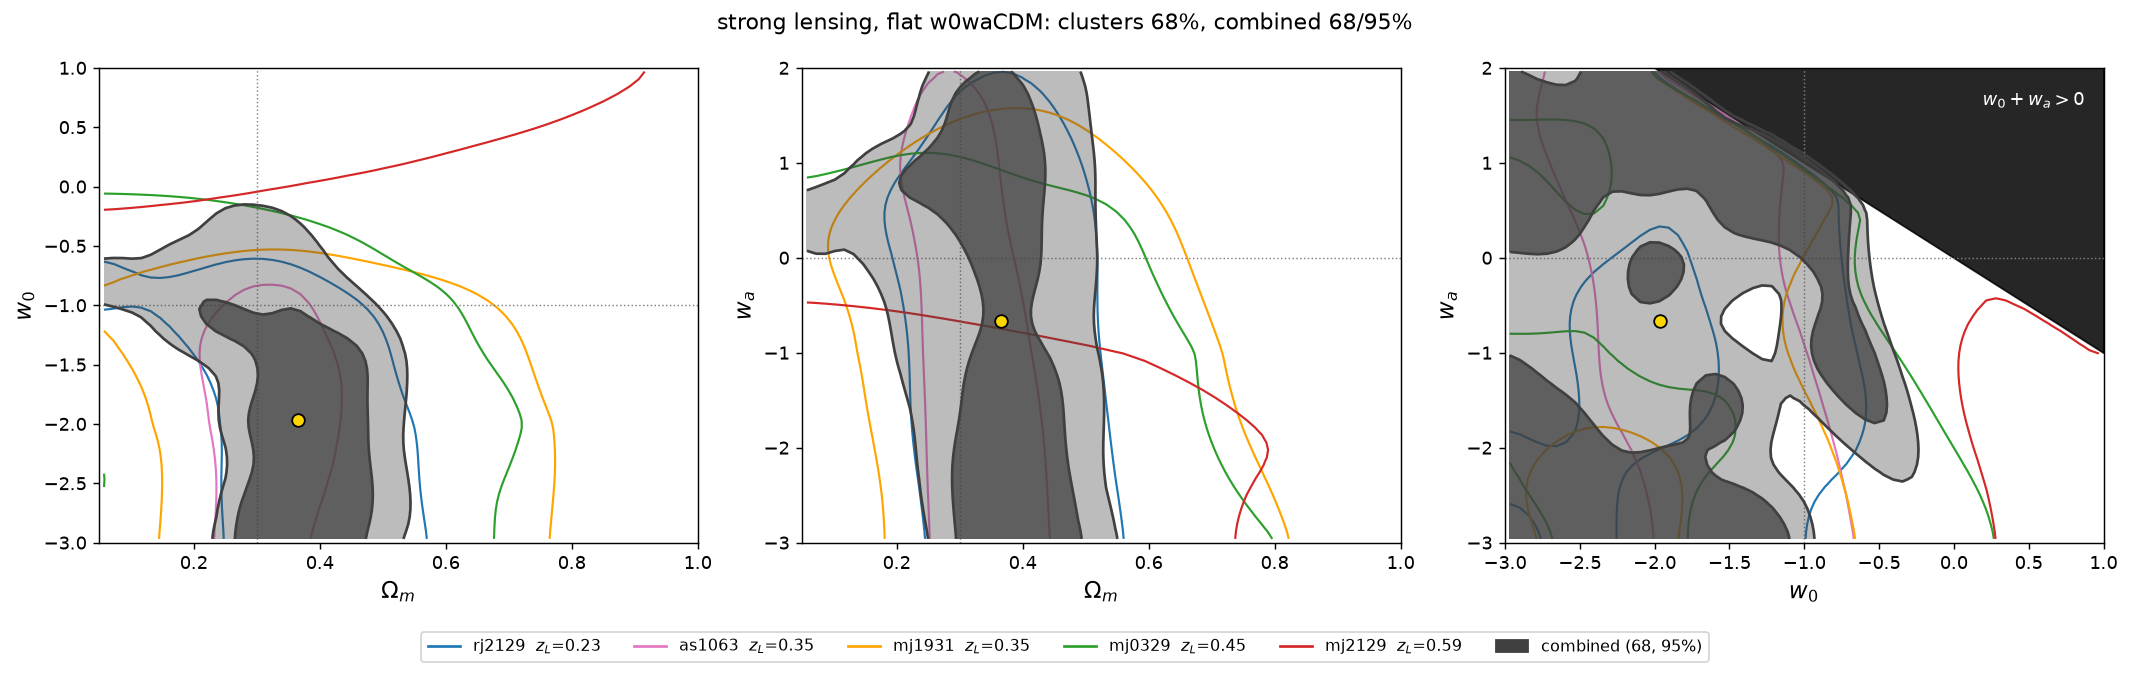 strong lensing, flat w0waCDM: clusters 68%, combined 68/95%
1.0
0.5
0.0
−0.5
−1.0
−1.5
−2.0
−2.5
−3.0
w₀
0.2 0.4 0.6 0.8 1.0
Ωₘ
2
1
0
−1
−2
−3
wₐ
0.2 0.4 0.6 0.8 1.0
Ωₘ
w₀ + wₐ > 0
2
1
0
−1
−2
−3
wₐ
−3.0 −2.5 −2.0 −1.5 −1.0 −0.5 0.0 0.5 1.0
w₀
rj2129 z_L=0.23 as1063 z_L=0.35 mj1931 z_L=0.35 mj0329 z_L=0.45 mj2129 z_L=0.59 combined (68, 95%)